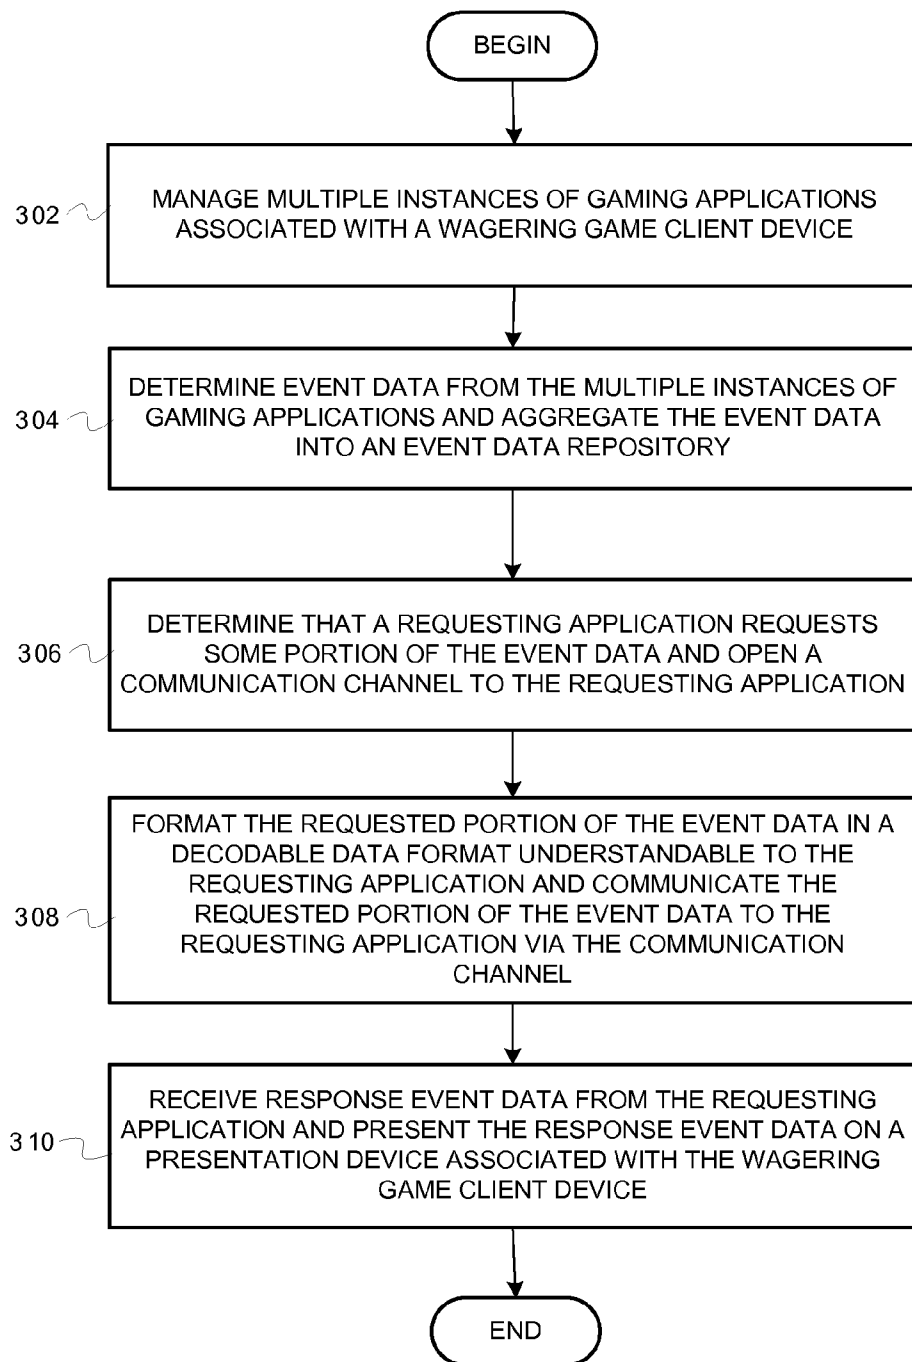 BEGIN
302
MANAGE MULTIPLE INSTANCES OF GAMING APPLICATIONS
ASSOCIATED WITH A WAGERING GAME CLIENT DEVICE
304
DETERMINE EVENT DATA FROM THE MULTIPLE INSTANCES OF
GAMING APPLICATIONS AND AGGREGATE THE EVENT DATA
INTO AN EVENT DATA REPOSITORY
306
DETERMINE THAT A REQUESTING APPLICATION REQUESTS
SOME PORTION OF THE EVENT DATA AND OPEN A
COMMUNICATION CHANNEL TO THE REQUESTING APPLICATION
308
FORMAT THE REQUESTED PORTION OF THE EVENT DATA IN A
DECODABLE DATA FORMAT UNDERSTANDABLE TO THE
REQUESTING APPLICATION AND COMMUNICATE THE
REQUESTED PORTION OF THE EVENT DATA TO THE
REQUESTING APPLICATION VIA THE COMMUNICATION
CHANNEL
310
RECEIVE RESPONSE EVENT DATA FROM THE REQUESTING
APPLICATION AND PRESENT THE RESPONSE EVENT DATA ON A
PRESENTATION DEVICE ASSOCIATED WITH THE WAGERING
GAME CLIENT DEVICE
END